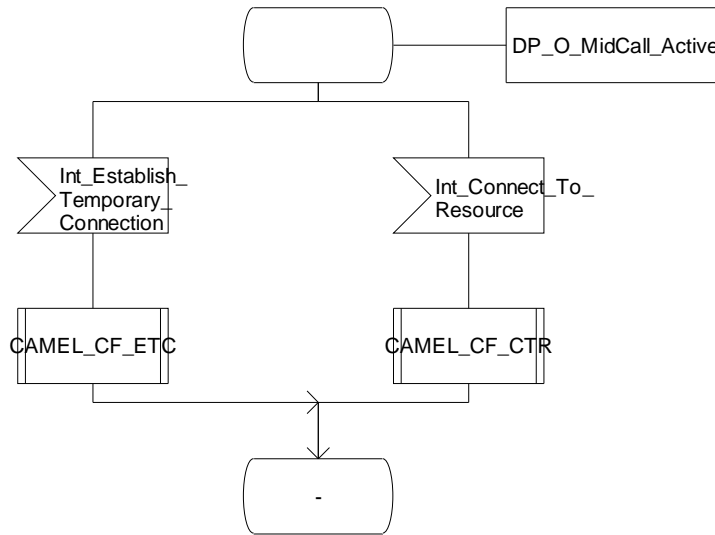 DP_O_MidCall_Active
Int_Establish_
Temporary_
Connection
Int_Connect_To_
Resource
CAMEL_CF_ETC
CAMEL_CF_CTR
-